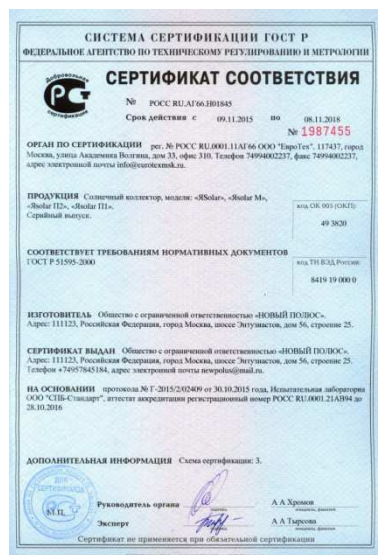 СИСТЕМА СЕРТИФИКАЦИИ ГОСТ Р
ФЕДЕРАЛЬНОЕ АГЕНТСТВО ПО ТЕХНИЧЕСКОМУ РЕГУЛИРОВАНИЮ И МЕТРОЛОГИИ
Добровольная
сертификация
СЕРТИФИКАТ СООТВЕТСТВИЯ
№ РОСС RU.АГ66.Н01845
Срок действия с 09.11.2015 по 08.11.2018
№ 1987455
ОРГАН ПО СЕРТИФИКАЦИИ рег. № РОСС RU.0001.11АГ66 ООО "ЕвроТех". 117437, город
Москва, улица Академика Волгина, дом 33, офис 310, Телефон 74994002237, факс 74994002237,
адрес электронной почты info@eurotexmsk.ru.
ПРОДУКЦИЯ Солнечный коллектор, модели: «ЯSolar», «Яsolar М»,
«Яsolar П2», «Яsolar П1».
Серийный выпуск.
код ОК 005 (ОКП):
49 3820
СООТВЕТСТВУЕТ ТРЕБОВАНИЯМ НОРМАТИВНЫХ ДОКУМЕНТОВ
ГОСТ Р 51595-2000
код ТН ВЭД России:
8419 19 000 0
ИЗГОТОВИТЕЛЬ Общество с ограниченной ответственностью «НОВЫЙ ПОЛЮС».
Адрес: 111123, Российская Федерация, город Москва, шоссе Энтузиастов, дом 56, строение 25.
СЕРТИФИКАТ ВЫДАН Общество с ограниченной ответственностью «НОВЫЙ ПОЛЮС».
Адрес: 111123, Российская Федерация, город Москва, шоссе Энтузиастов, дом 56, строение 25.
Телефон +74957845184, адрес электронной почты newpolus@mail.ru.
НА ОСНОВАНИИ протокола № Г-2015/2/02409 от 30.10.2015 года, Испытательная лаборатория
ООО "СПБ-Стандарт", аттестат аккредитации регистрационный номер РОСС RU.0001.21АВ94 до
28.10.2016
ДОПОЛНИТЕЛЬНАЯ ИНФОРМАЦИЯ Схема сертификации: 3.
М.П.
Руководитель органа
А А Хромов
Эксперт
А А Тырсова
Сертификат не применяется при обязательной сертификации